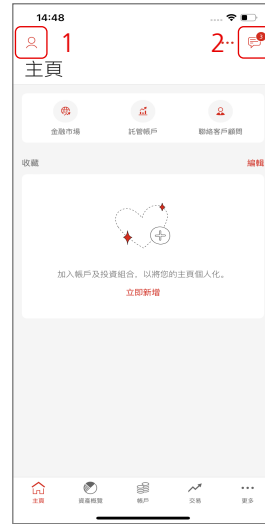 14:48
1
2
3
主頁
金融市場
託管帳戶
聯絡客戶顧問
收藏
編輯
加入帳戶及投資組合，以將您的主頁個人化。
立即新增
主頁
資產概覽
帳戶
交易
更多